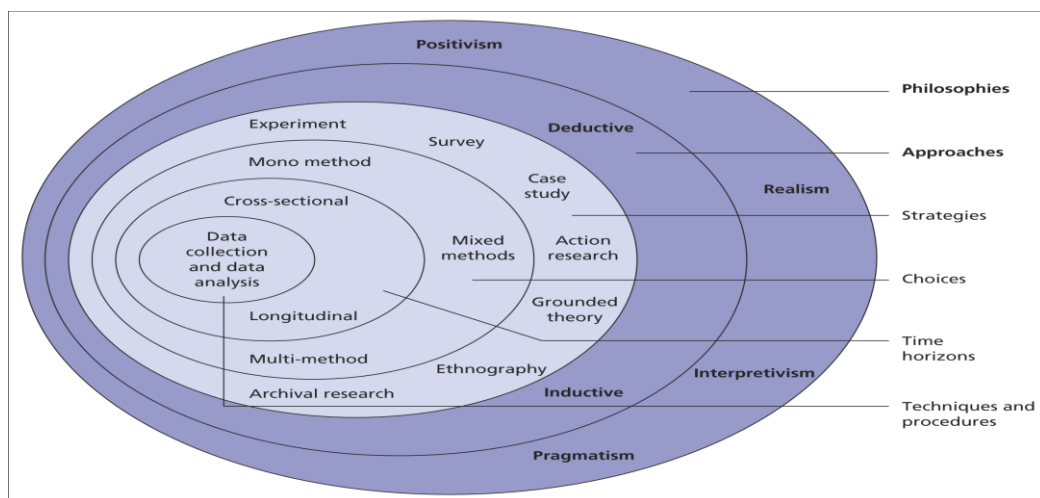 Positivism
Philosophies
Experiment
Deductive
Survey
Approaches
Mono method
Case
study
Realism
Cross-sectional
Strategies
Data
collection
and data
analysis
Mixed
methods
Action
research
Choices
Longitudinal
Grounded
theory
Time
horizons
Multi-method
Ethnography
Interpretivism
Archival research
Inductive
Techniques and
procedures
Pragmatism